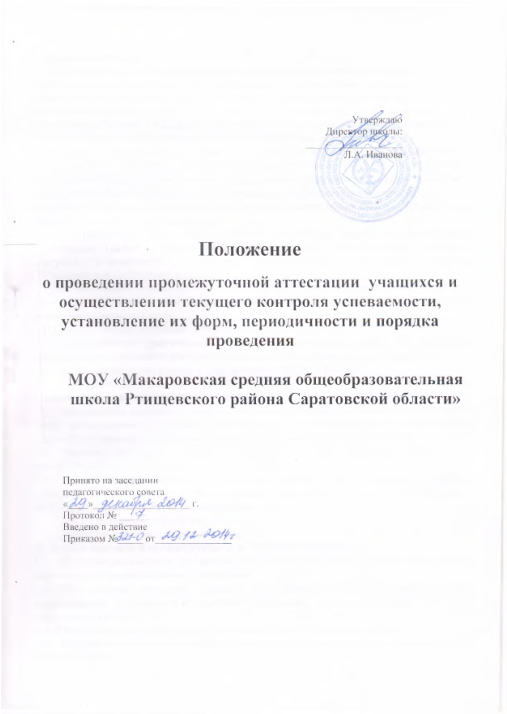 Утверждаю
Директор школы:
Л.А. Иванова
Положение
о проведении промежуточной аттестации учащихся и
осуществлении текущего контроля успеваемости,
установление их форм, периодичности и порядка
проведения
МОУ «Макаровская средняя общеобразовательная
школа Ртищевского района Саратовской области»
Принято на заседании
педагогического совета
«29» декабря 2014 г.
Протокол № 7
Введено в действие
Приказом №321-О от 29.12.2014г